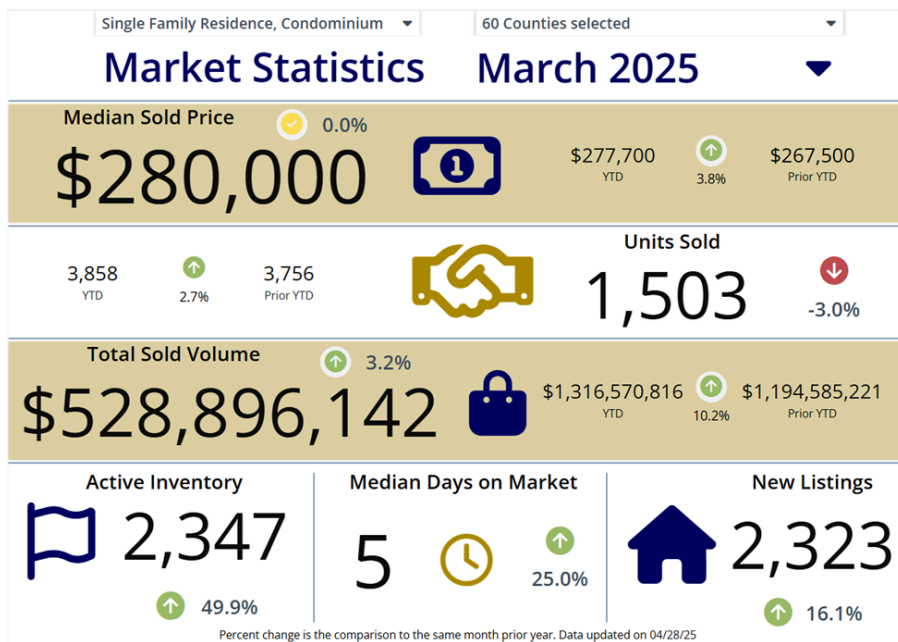 Single Family Residence, Condominium
60 Counties selected
Market Statistics
March 2025
Median Sold Price
0.0%
$280,000
1
$277,700
YTD
3.8%
$267,500
Prior YTD
3,858
YTD
2.7%
3,756
Prior YTD
Units Sold
1,503
-3.0%
Total Sold Volume
3.2%
$528,896,142
$1,316,570,816
YTD
10.2%
$1,194,585,221
Prior YTD
Active Inventory
2,347
49.9%
Median Days on Market
5
25.0%
New Listings
2,323
16.1%
Percent change is the comparison to the same month prior year. Data updated on 04/28/25